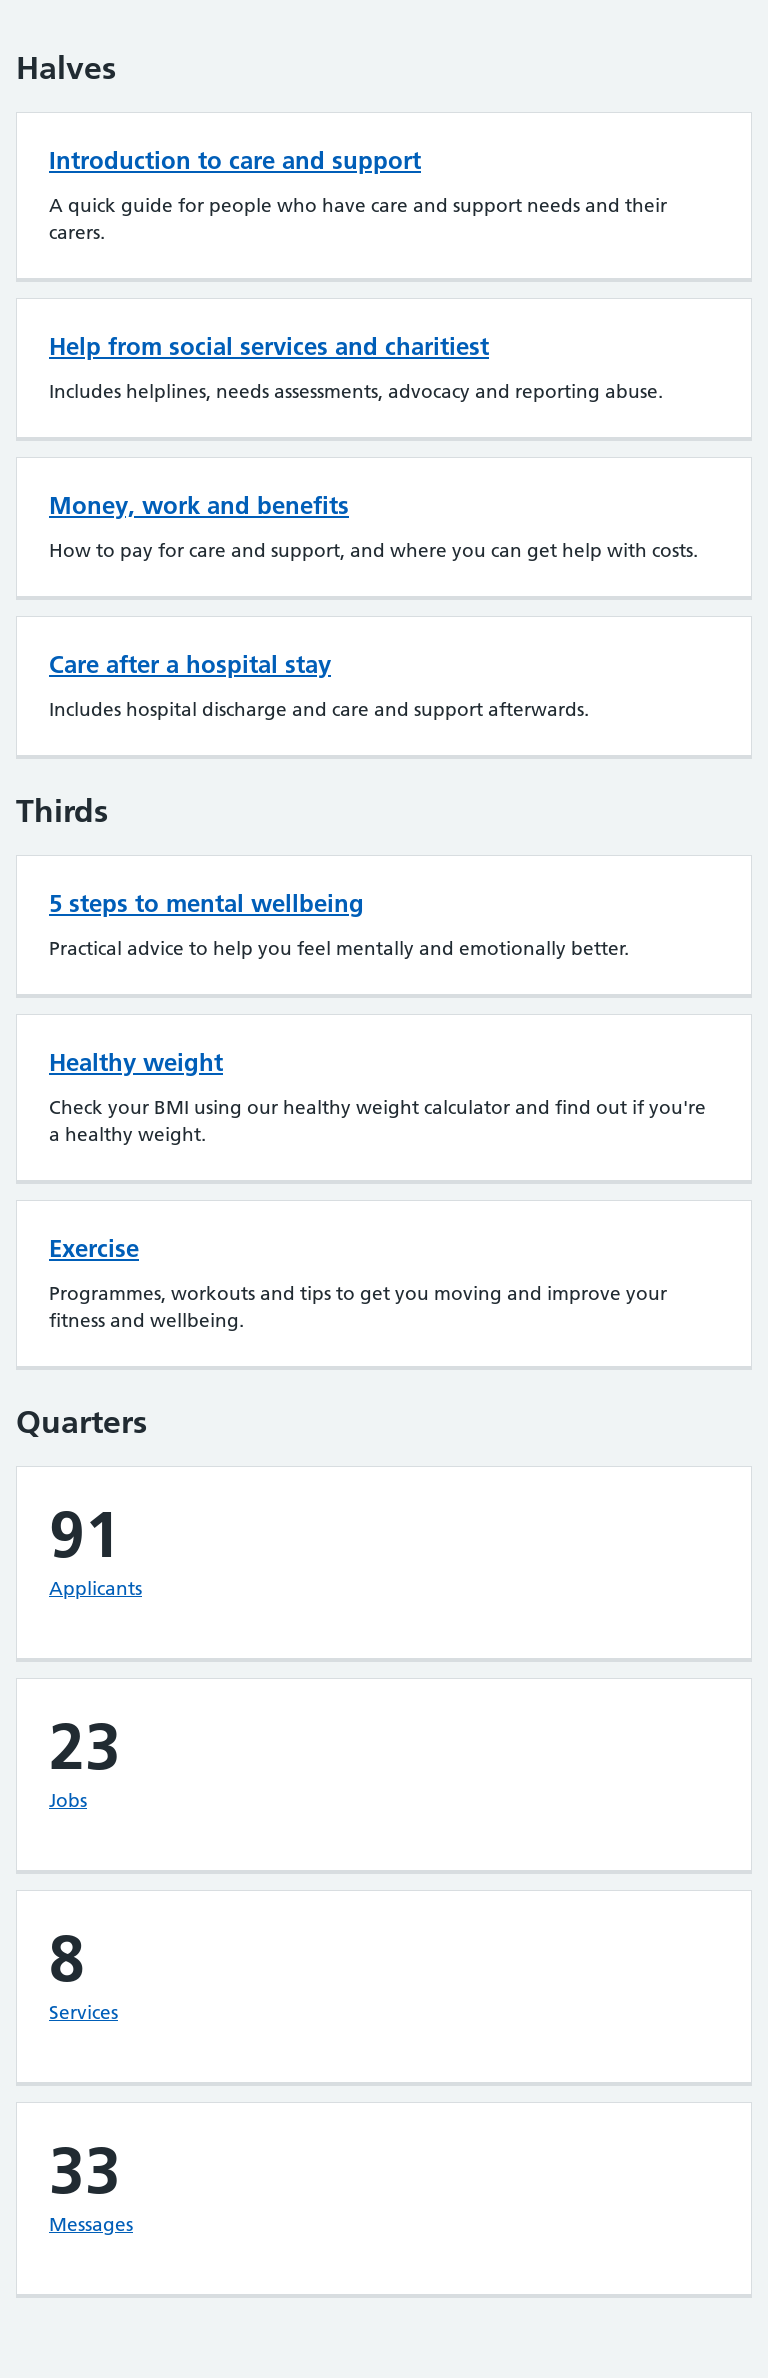 Halves
Introduction to care and support
A quick guide for people who have care and support needs and their
carers.
Help from social services and charitiest
Includes helplines, needs assessments, advocacy and reporting abuse.
Money, work and benefits
How to pay for care and support, and where you can get help with costs.
Care after a hospital stay
Includes hospital discharge and care and support afterwards.
Thirds
5 steps to mental wellbeing
Practical advice to help you feel mentally and emotionally better.
Healthy weight
Check your BMI using our healthy weight calculator and find out if you're
a healthy weight.
Exercise
Programmes, workouts and tips to get you moving and improve your
fitness and wellbeing.
Quarters
91
Applicants
23
Jobs
8
Services
33
Messages